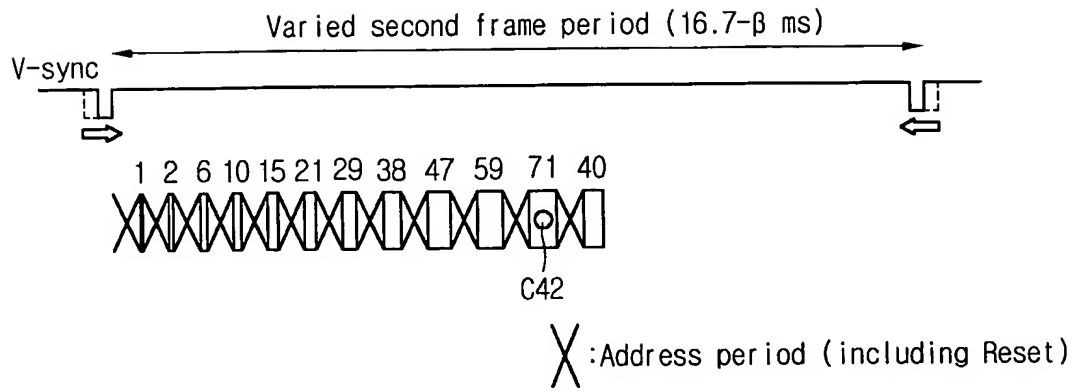 Varied second frame period (16.7-β ms)
V-sync
1 2 6 10 15 21 29 38 47 59 71 40
C42
:Address period (including Reset)